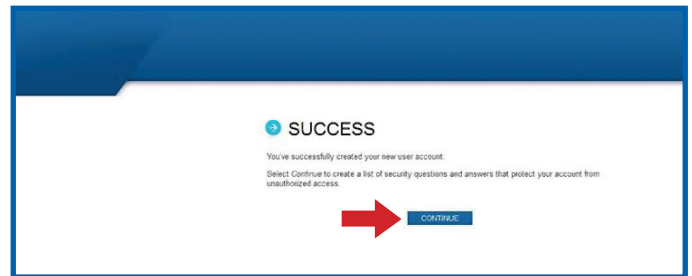 SUCCESS
You've successfully created your new user account.
Select Continue to create a list of security questions and answers that protect your account from
unauthorized access.
CONTINUE